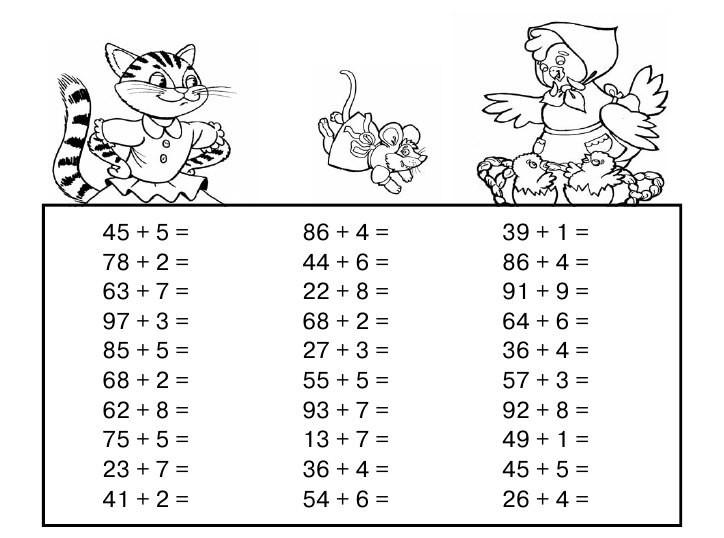 45 + 5 = 86 + 4 = 39 + 1 =
78 + 2 = 44 + 6 = 86 + 4 =
63 + 7 = 22 + 8 = 91 + 9 =
97 + 3 = 68 + 2 = 64 + 6 =
85 + 5 = 27 + 3 = 36 + 4 =
68 + 2 = 55 + 5 = 57 + 3 =
62 + 8 = 93 + 7 = 92 + 8 =
75 + 5 = 13 + 7 = 49 + 1 =
23 + 7 = 36 + 4 = 45 + 5 =
41 + 2 = 54 + 6 = 26 + 4 =